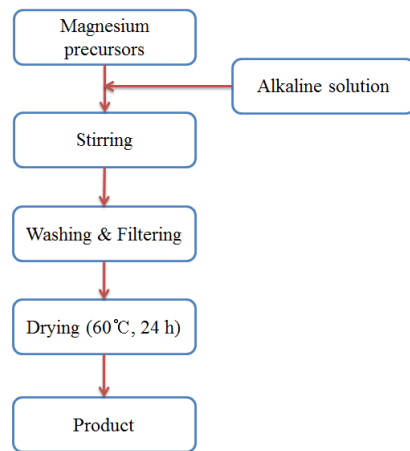 Magnesium
precursors
Alkaline solution
Stirring
Washing & Filtering
Drying (60℃, 24 h)
Product